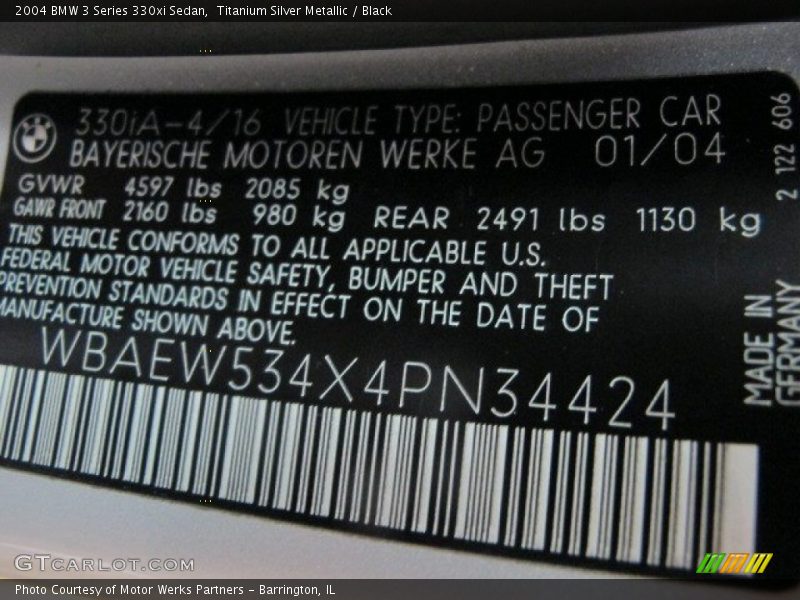 2004 BMW 3 Series 330xi Sedan,  Titanium Silver Metallic / Black
BMW
330iA-4/16 VEHICLE TYPE: PASSENGER CAR
BAYERISCHE MOTOREN WERKE AG 01/04
GVWR 4597 lbs 2085 kg
GAWR FRONT 2160 lbs 980 kg REAR 2491 lbs 1130 kg
THIS VEHICLE CONFORMS TO ALL APPLICABLE U.S.
FEDERAL MOTOR VEHICLE SAFETY, BUMPER AND THEFT
PREVENTION STANDARDS IN EFFECT ON THE DATE OF
MANUFACTURE SHOWN ABOVE.
WBAEW534X4PN34424
2 122 606
MADE IN
GERMANY
GTCARLOT.COM
Photo Courtesy of Motor Werks Partners - Barrington, IL